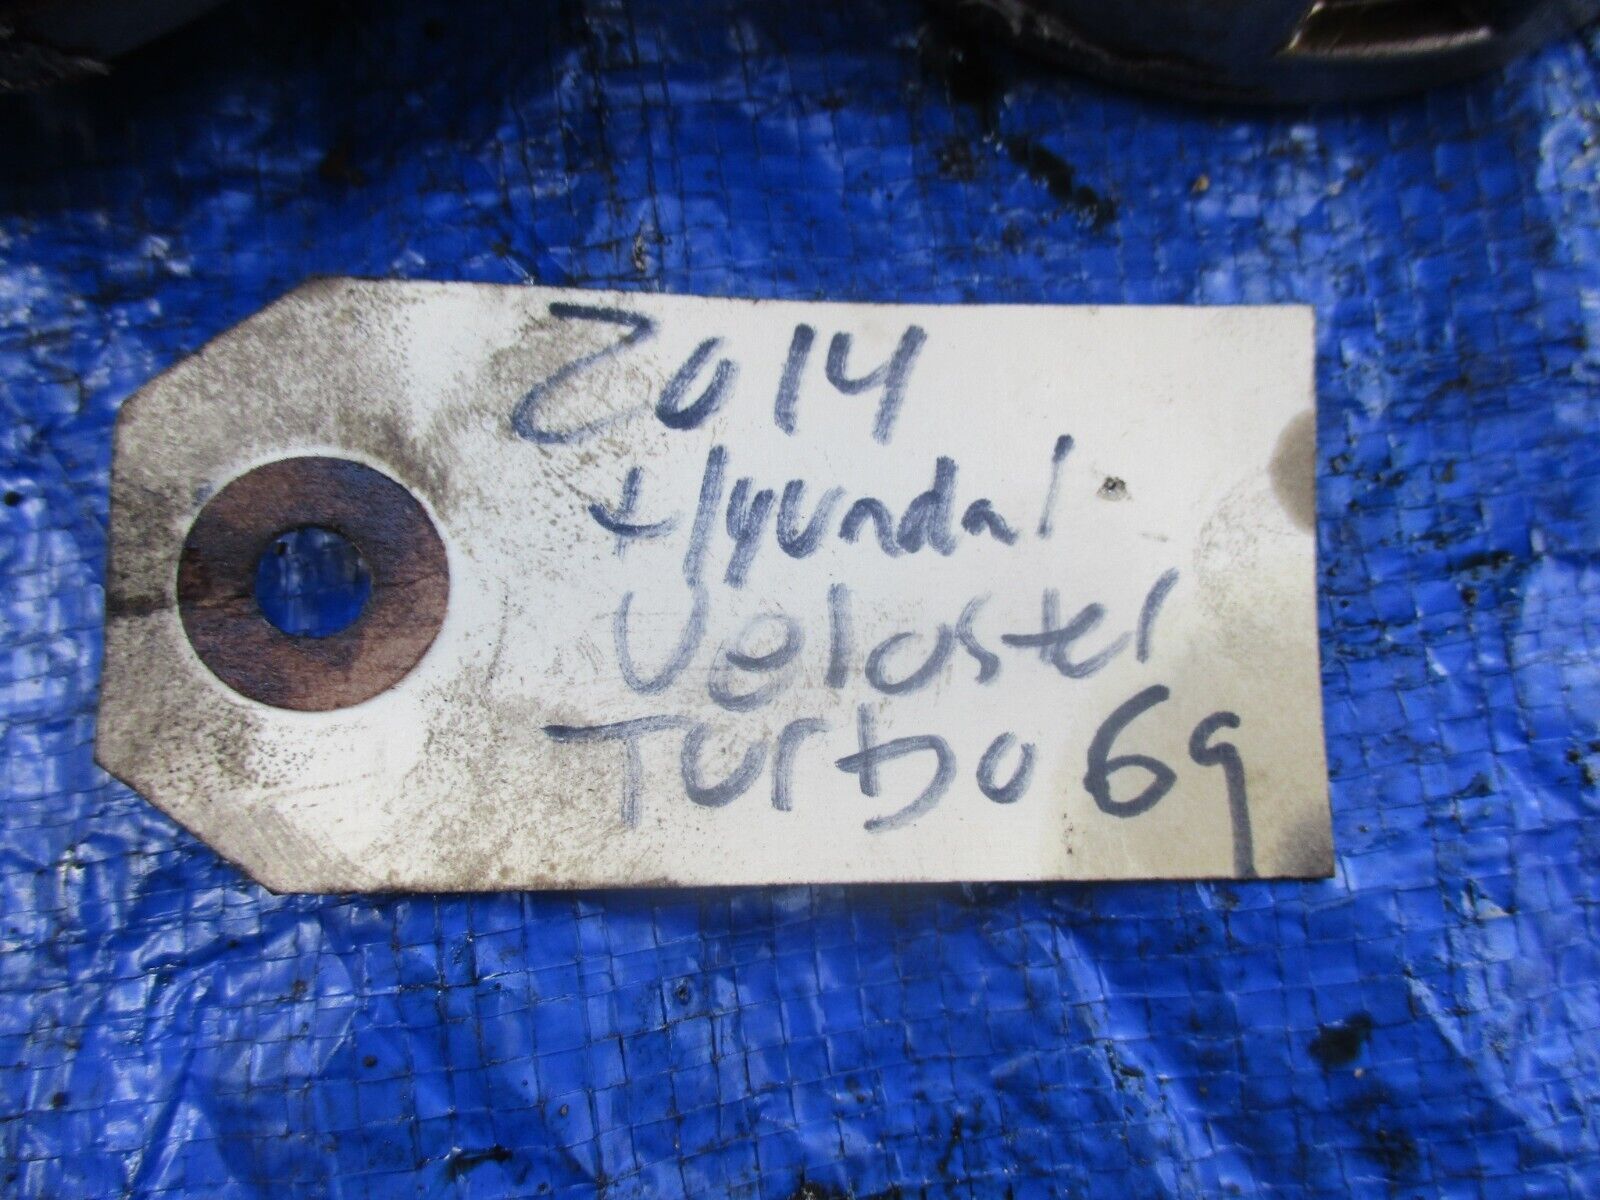 2014
Hyundai
Veloster
Turbo 69